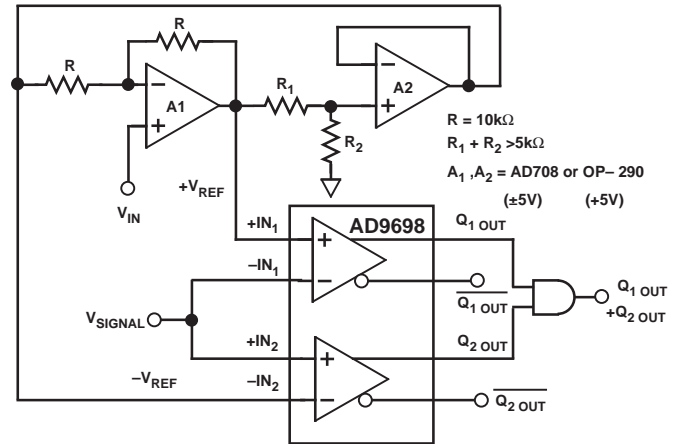 R
R
A1
A2
R1
R2
R = 10kΩ
R1 + R2 >5kΩ
A1 ,A2 = AD708 or OP– 290
(±5V) (+5V)
VIN
+VREF
AD9698
+IN1
–IN1
Q1 OUT
Q1 OUT
Q1 OUT
+Q2 OUT
VSIGNAL
+IN2
–IN2
Q2 OUT
Q2 OUT
–VREF